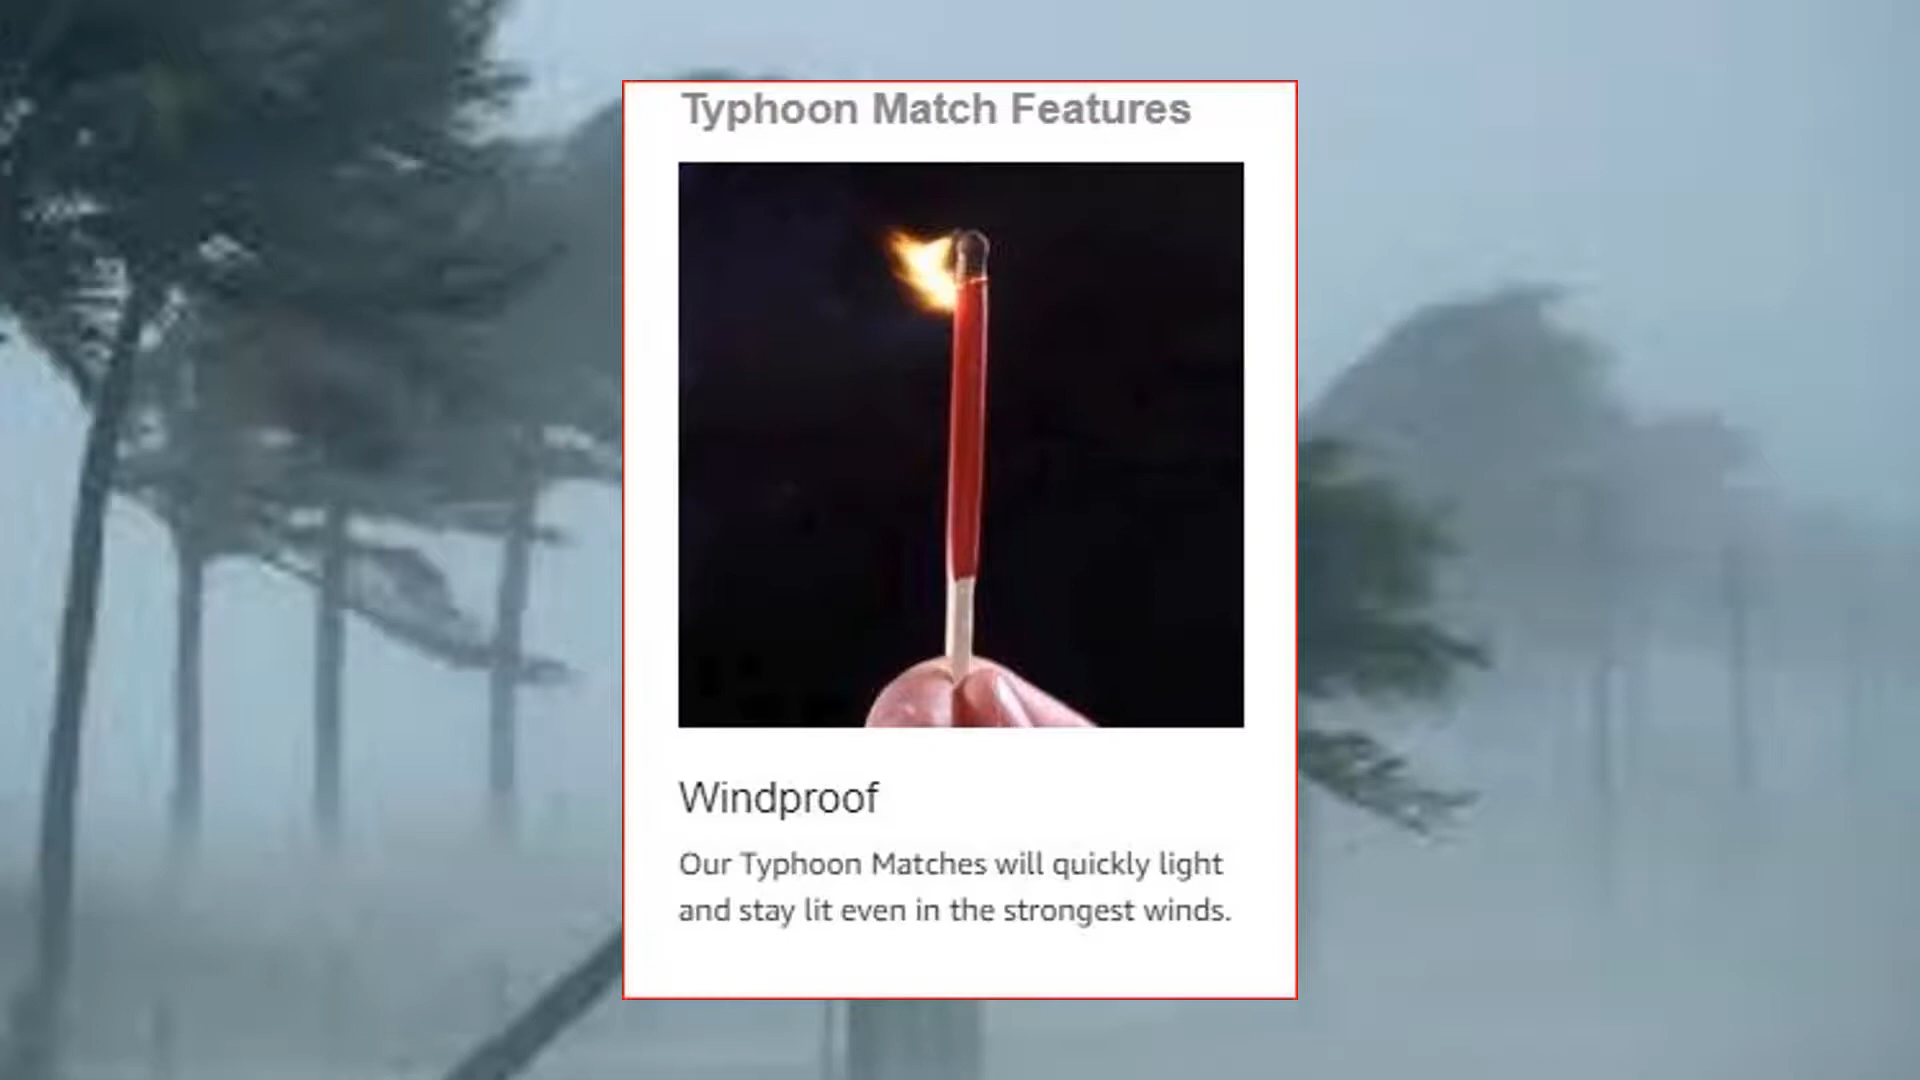 Typhoon Match Features
Windproof
Our Typhoon Matches will quickly light
and stay lit even in the strongest winds.